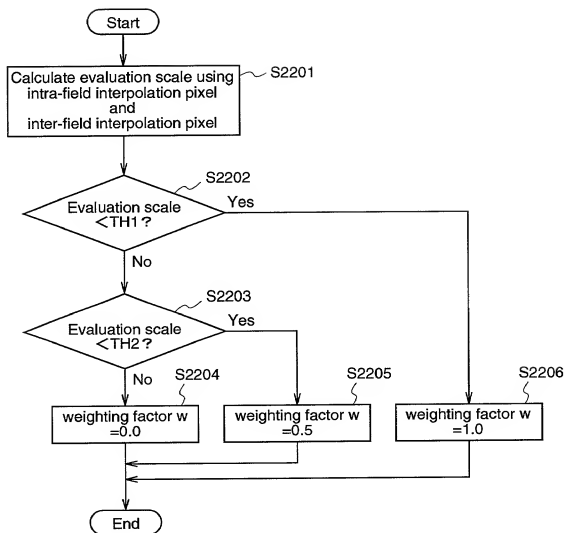 Start
Calculate evaluation scale using
intra-field interpolation pixel
and
inter-field interpolation pixel
S2201
S2202
Evaluation scale
<TH1?
Yes
No
S2203
Evaluation scale
<TH2?
Yes
No
S2204
S2205
S2206
weighting factor w
=0.0
weighting factor w
=0.5
weighting factor w
=1.0
End